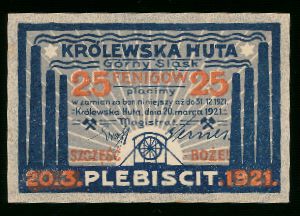 KRÓLEWSKA HUTA
Górny Śląsk
25 FENIGÓW 25
płacimy
w zamian za bon niniejszy aż do 31.12.1921.
Królewska Huta, dnia 20. marca 1921.
Magistrat
SZCZĘŚĆ BOŻE!
20.3. PLEBISCIT. 1921.